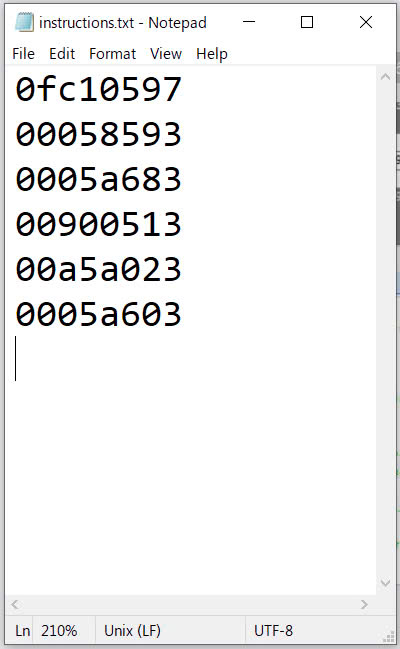 instructions.txt - Notepad
File Edit Format View Help
0fc10597
00058593
0005a683
00900513
00a5a023
0005a603
Ln 210% Unix (LF) UTF-8